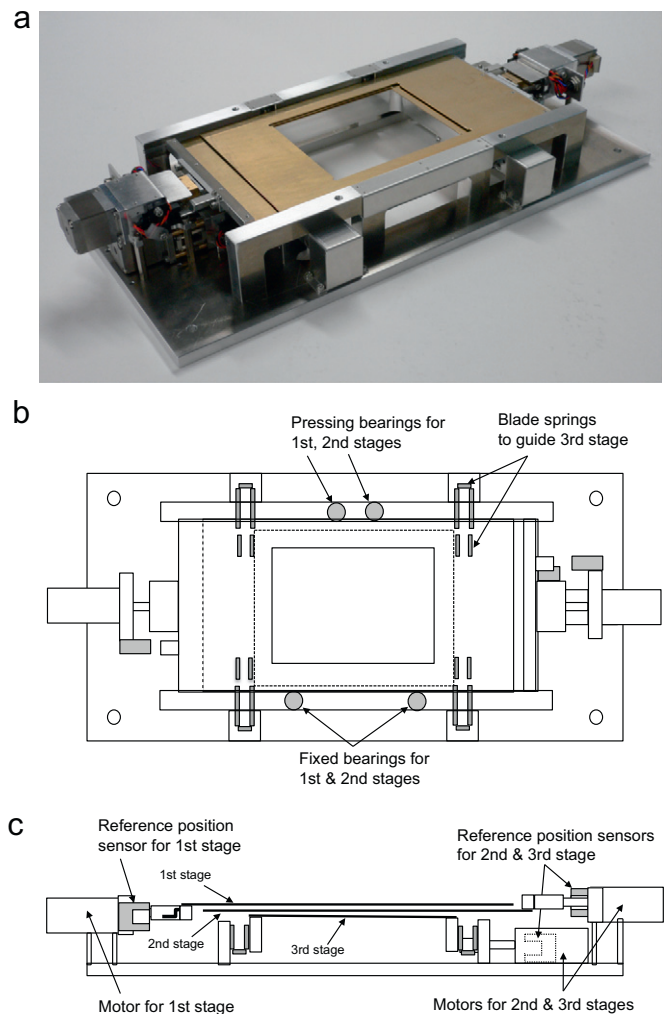 a
b
Pressing bearings for
1st, 2nd stages
Blade springs
to guide 3rd stage
Fixed bearings for
1st & 2nd stages
c
Reference position
sensor for 1st stage
Reference position sensors
for 2nd & 3rd stage
1st stage
2nd stage
3rd stage
Motor for 1st stage
Motors for 2nd & 3rd stages